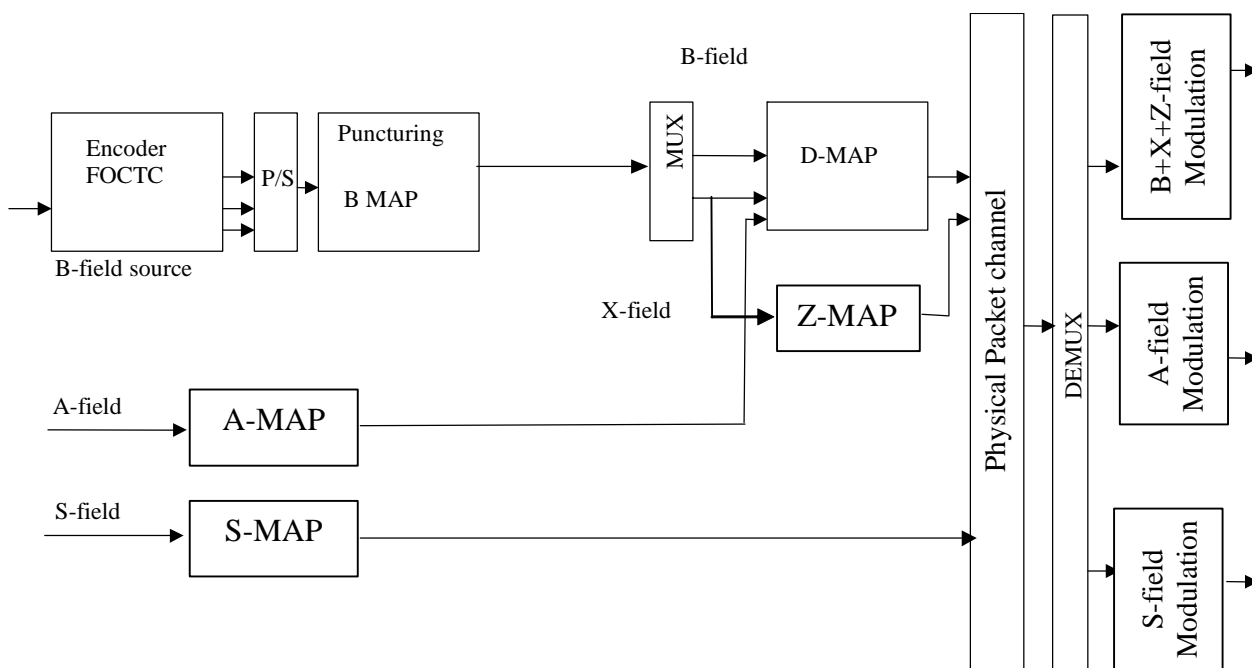 B-field
Encoder
FOCTC
P/S
Puncturing
B MAP
MUX
D-MAP
B-field source
X-field
Z-MAP
A-field
A-MAP
S-field
S-MAP
Physical Packet channel
DEMUX
B+X+Z-field
Modulation
A-field
Modulation
S-field
Modulation